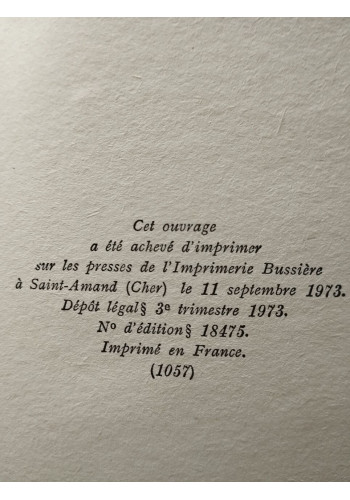 Cet ouvrage
a été achevé d'imprimer
sur les presses de l'Imprimerie Bussière
à Saint-Amand (Cher) le 11 septembre 1973.
Dépôt légal§ 3e trimestre 1973.
No d'édition§ 18475.
Imprimé en France.
(1057)